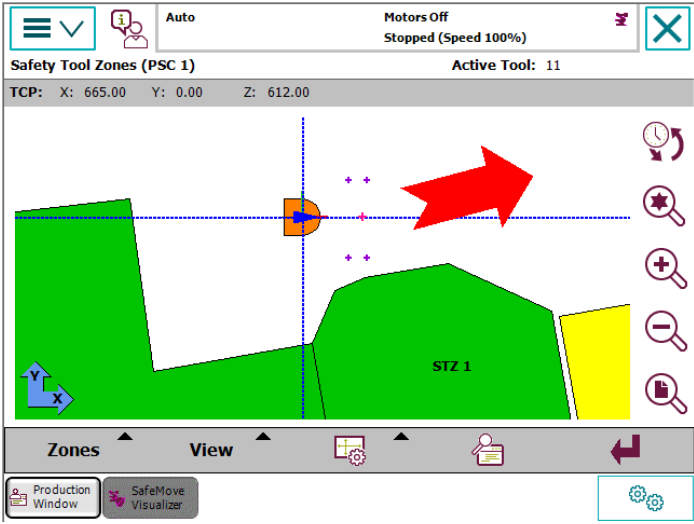 Auto
Motors Off
Stopped (Speed 100%)
Safety Tool Zones (PSC 1)
Active Tool: 11
TCP: X: 665.00 Y: 0.00 Z: 612.00
STZ 1
Y
X
Zones
View
Production
Window
SafeMove
Visualizer